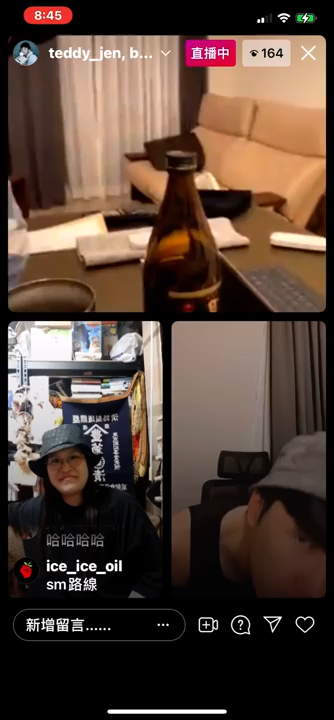 8:45
teddy_jen, b...
直播中
164
哈哈哈哈
ice_ice_oil
sm路線
新增留言......